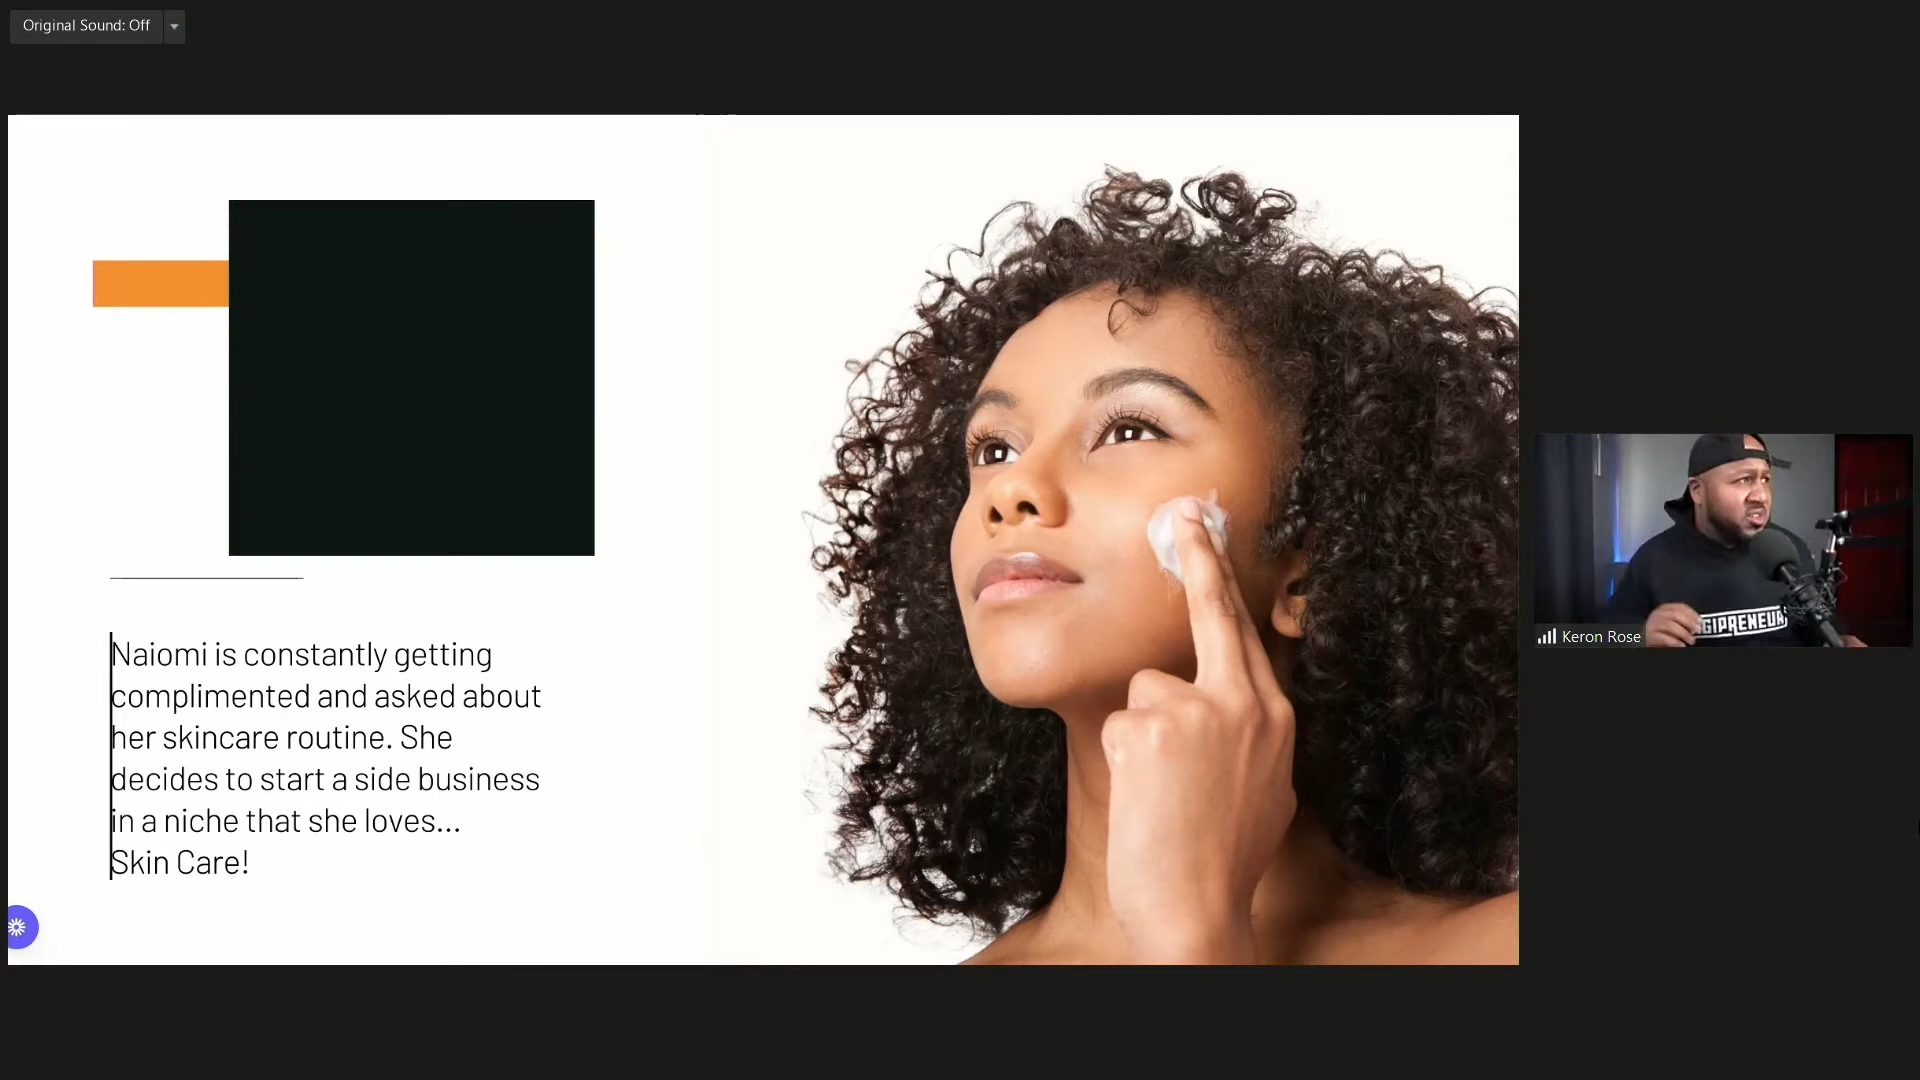 Original Sound: Off
Naiomi is constantly getting
complimented and asked about
her skincare routine. She
decides to start a side business
in a niche that she loves...
Skin Care!
GIPRENEUR
Keron Rose